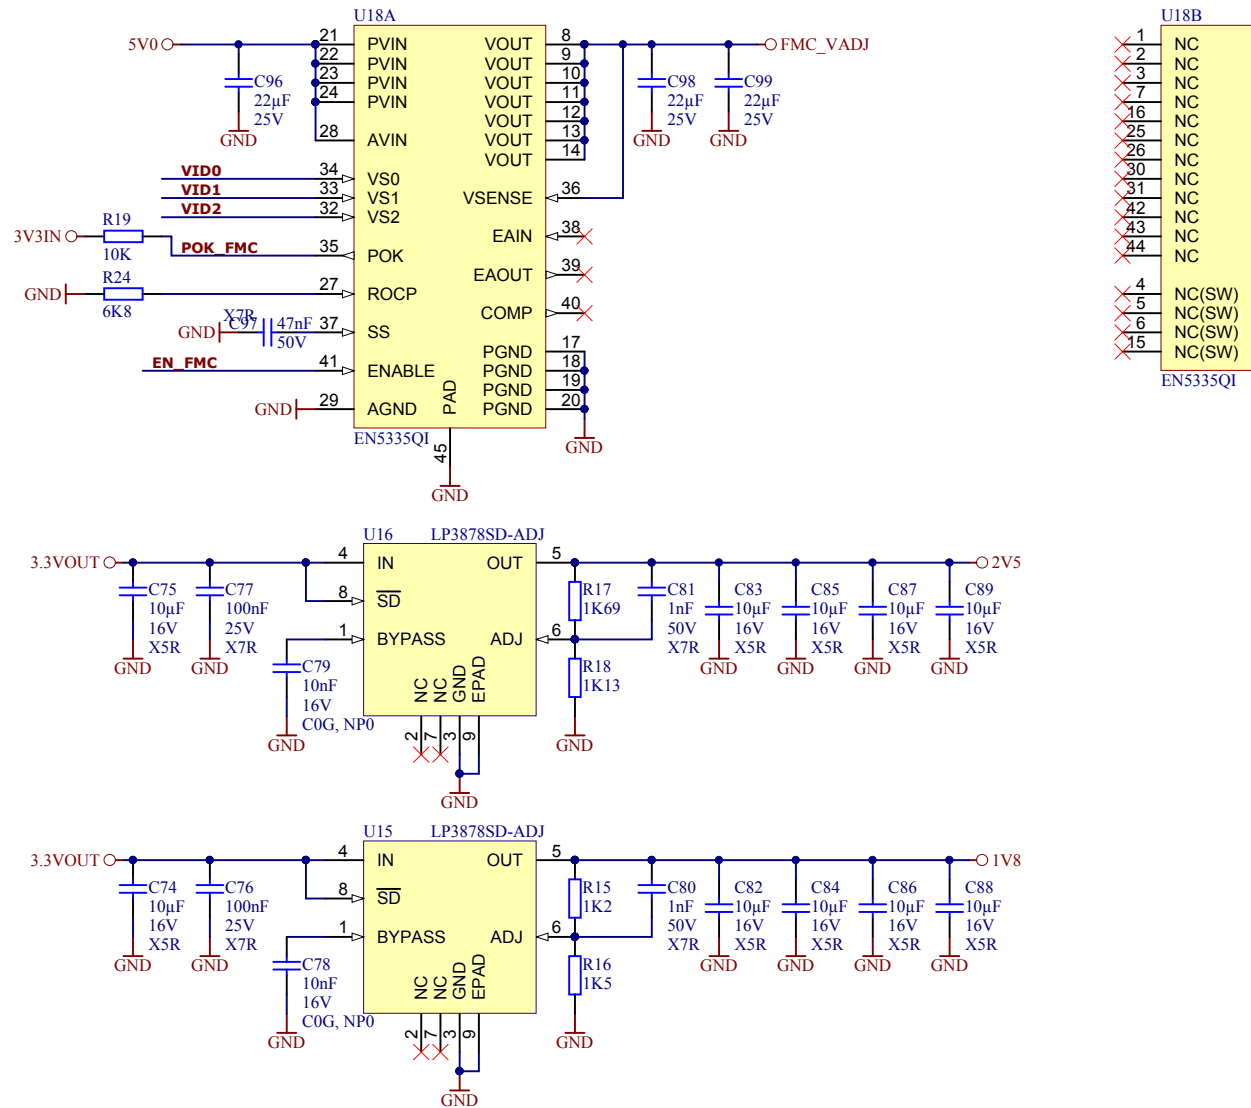 U18A
5V0
21 PVIN VOUT 8
22 PVIN VOUT 9
23 PVIN VOUT 10
24 PVIN VOUT 11
VOUT 12
28 AVIN VOUT 13
VOUT 14
FMC_VADJ
C96
22µF
25V
GND
C98
22µF
25V
GND
C99
22µF
25V
GND
VID0 34 VS0
VID1 33 VS1
VID2 32 VS2
VSENSE 36
R19
3V3IN
10K
POK_FMC 35 POK
EAIN 38
R24
GND
6K8
27 ROCP
EAOUT 39
X7R
C97
47nF
50V
GND
37 SS
COMP 40
EN_FMC 41 ENABLE
PGND 17
PGND 18
PGND 19
PGND 20
GND
GND 29 AGND
PAD
45
EN5335QI
GND
U18B
1 NC
2 NC
3 NC
7 NC
16 NC
25 NC
26 NC
30 NC
31 NC
42 NC
43 NC
44 NC
4 NC(SW)
5 NC(SW)
6 NC(SW)
15 NC(SW)
EN5335QI
U16 LP3878SD-ADJ
3.3VOUT
4 IN OUT 5
8 SD
1 BYPASS ADJ 6
NC NC GND EPAD
2 7 3 9
GND
2V5
C75
10µF
16V
X5R
GND
C77
100nF
25V
X7R
GND
C79
10nF
16V
C0G, NP0
GND
R17
1K69
R18
1K13
GND
C81
1nF
50V
X7R
C83
10µF
16V
X5R
GND
C85
10µF
16V
X5R
GND
C87
10µF
16V
X5R
GND
C89
10µF
16V
X5R
GND
U15 LP3878SD-ADJ
3.3VOUT
4 IN OUT 5
8 SD
1 BYPASS ADJ 6
NC NC GND EPAD
2 7 3 9
GND
1V8
C74
10µF
16V
X5R
GND
C76
100nF
25V
X7R
GND
C78
10nF
16V
C0G, NP0
GND
R15
1K2
R16
1K5
GND
C80
1nF
50V
X7R
C82
10µF
16V
X5R
GND
C84
10µF
16V
X5R
GND
C86
10µF
16V
X5R
GND
C88
10µF
16V
X5R
GND